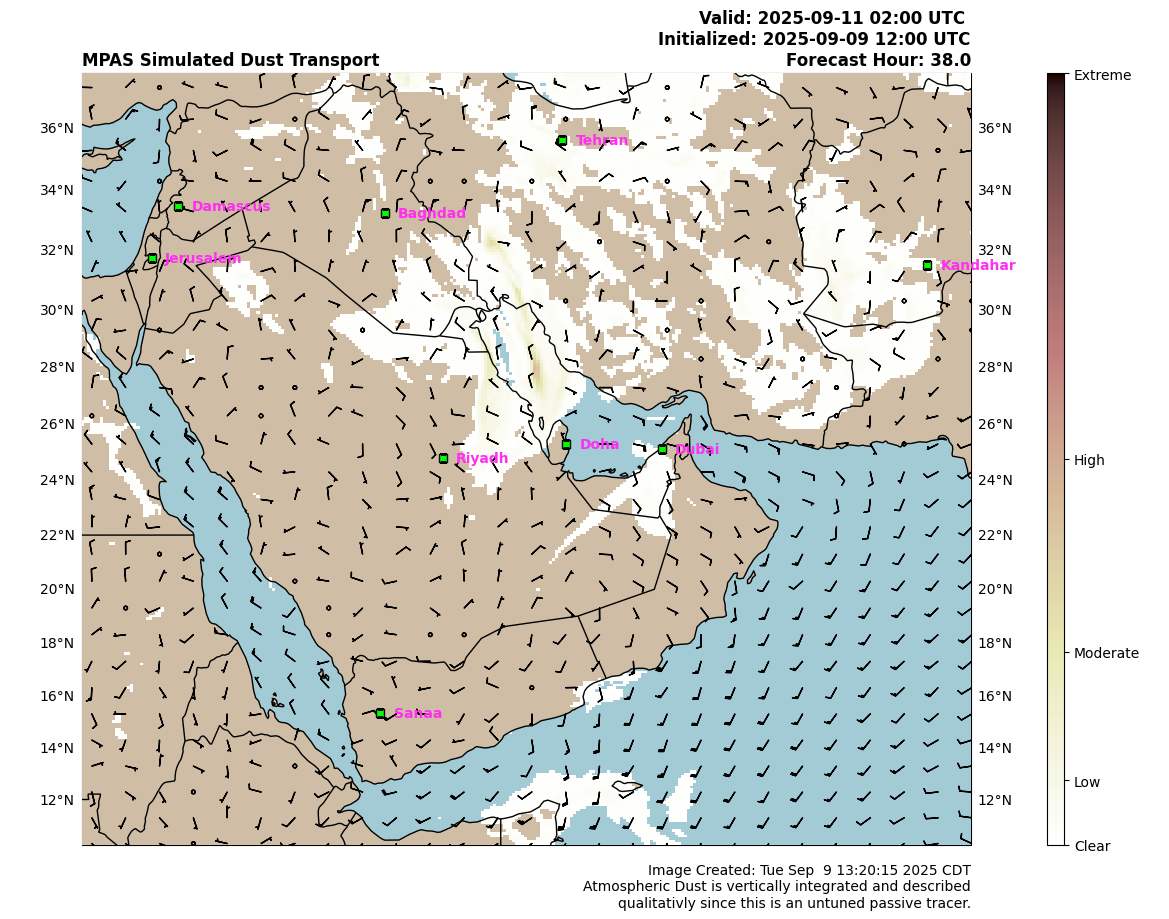 Valid: 2025-09-11 02:00 UTC
Initialized: 2025-09-09 12:00 UTC
MPAS Simulated Dust Transport
Forecast Hour: 38.0
Extreme
36°N
36°N
Tehran
34°N
34°N
Damascus
Baghdad
32°N
32°N
Jerusalem
Kandahar
30°N
30°N
28°N
28°N
26°N
26°N
Doha
Dubai
Riyadh
High
24°N
24°N
22°N
22°N
20°N
20°N
18°N
18°N
Moderate
16°N
16°N
Sanaa
14°N
14°N
Low
12°N
12°N
Clear
Image Created: Tue Sep  9 13:20:15 2025 CDT
Atmospheric Dust is vertically integrated and described
qualitativly since this is an untuned passive tracer.